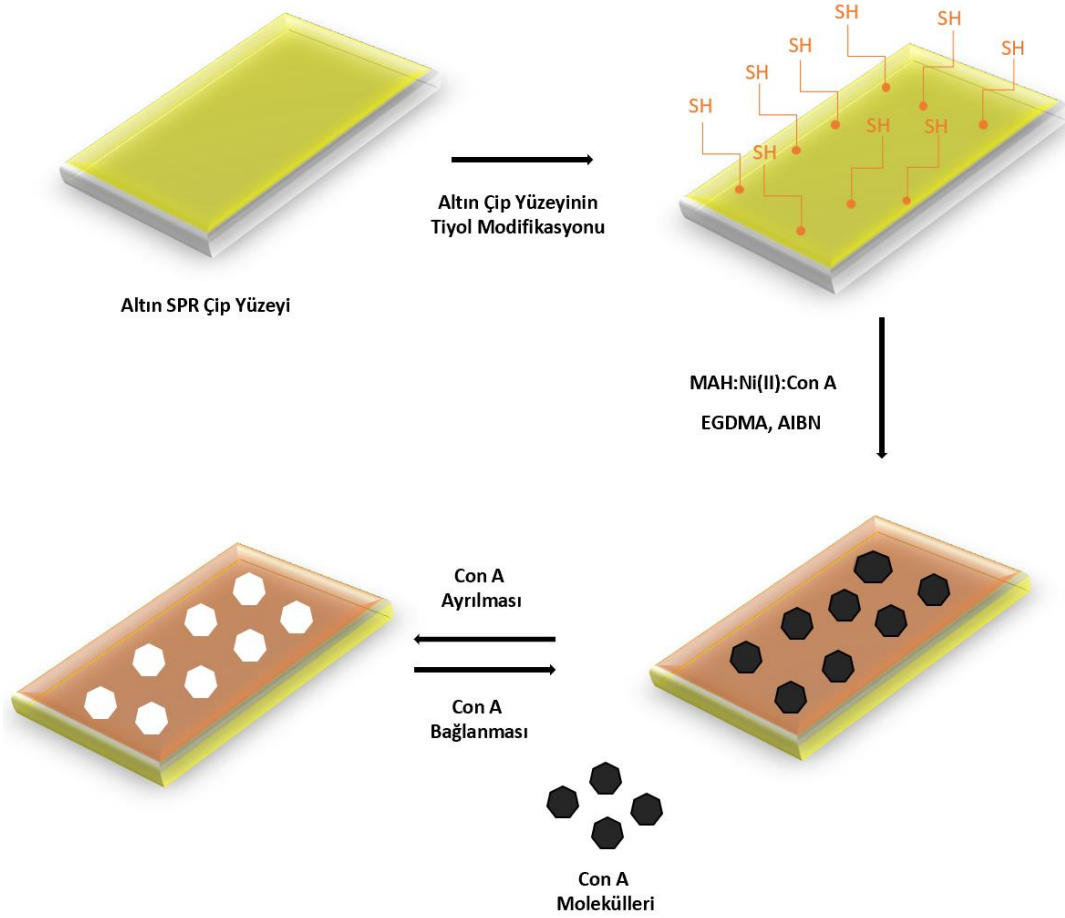 SH
SH
SH
SH
SH
SH
SH
SH
SH
SH
Altın Çip Yüzeyinin
Tiyol Modifikasyonu
Altın SPR Çip Yüzeyi
MAH:Ni(II):Con A
EGDMA, AIBN
Con A
Ayrılması
Con A
Bağlanması
Con A
Molekülleri